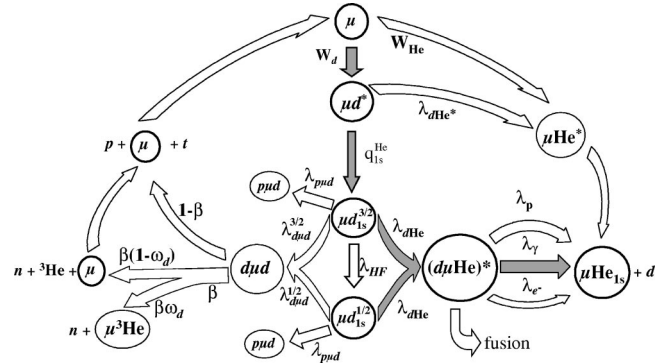 μ
W_d
W_He
μd*
λ_dHe*
μHe*
p + μ + t
q_1s^He
pμd
λ_pμd
λ_p
1-β
λ_dμd^3/2
μd_1s^3/2
λ_dHe
λ_γ
β(1-ω_d)
n + ³He + μ
dμd
λ_HF
(dμHe)*
μHe_1s + d
β
λ_dμd^1/2
λ_dHe
λ_e-
βω_d
n + μ³He
μd_1s^1/2
pμd
λ_pμd
fusion